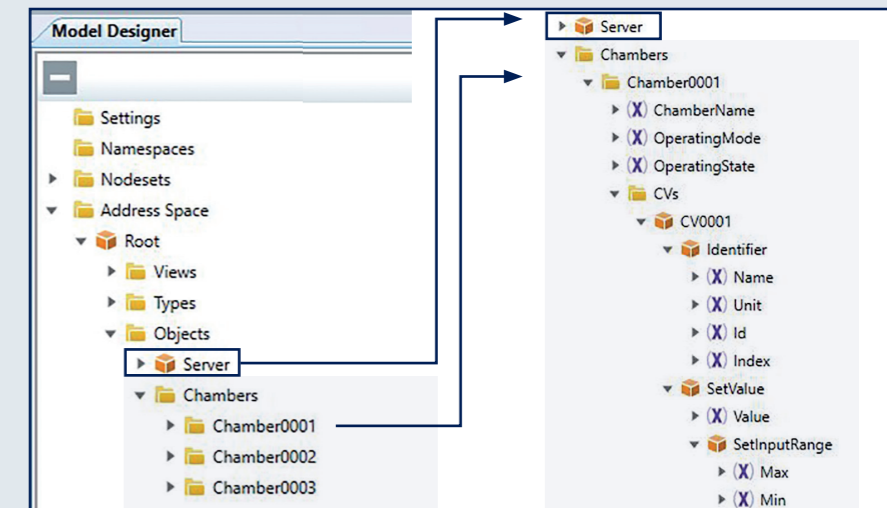 Model Designer
Settings
Namespaces
Nodesets
Address Space
Root
Views
Types
Objects
Server
Chambers
Chamber0001
Chamber0002
Chamber0003
Server
Chambers
Chamber0001
(X) ChamberName
(X) OperatingMode
(X) OperatingState
CVs
CV0001
Identifier
(X) Name
(X) Unit
(X) Id
(X) Index
SetValue
(X) Value
SetInputRange
(X) Max
(X) Min